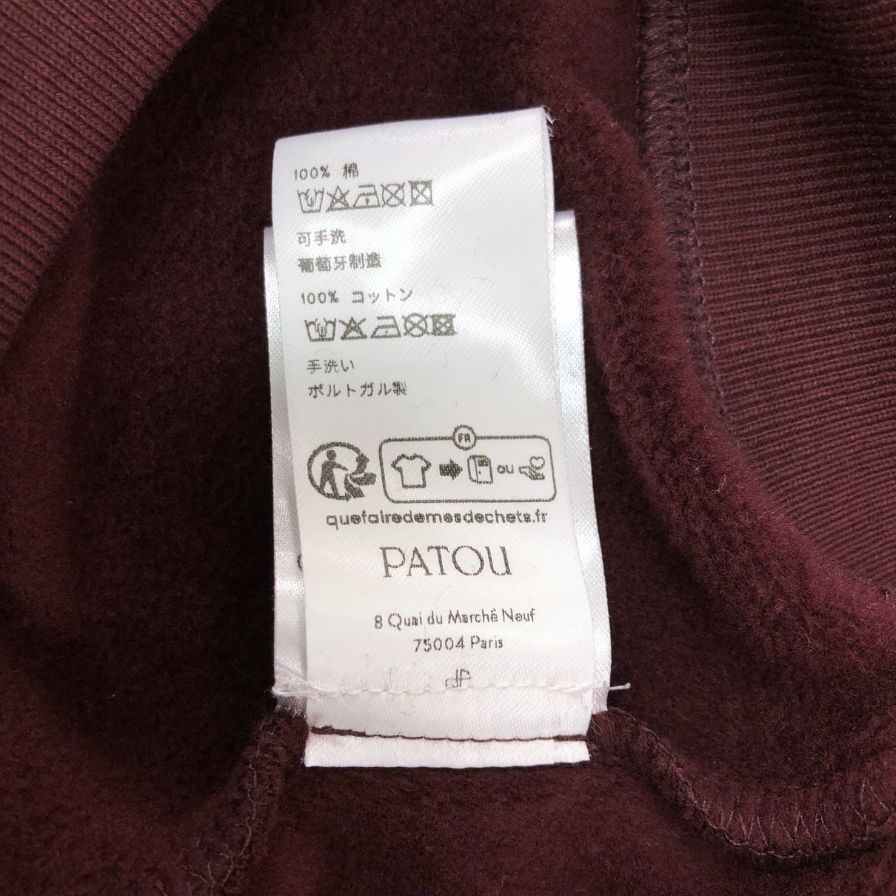 100% 棉
可手洗
葡萄牙制造
100% コットン
手洗い
ポルトガル製
FR
OU
quefairedemesdechets.fr
PATOU
8 Quai du Marché Neuf
75004 Paris
JP